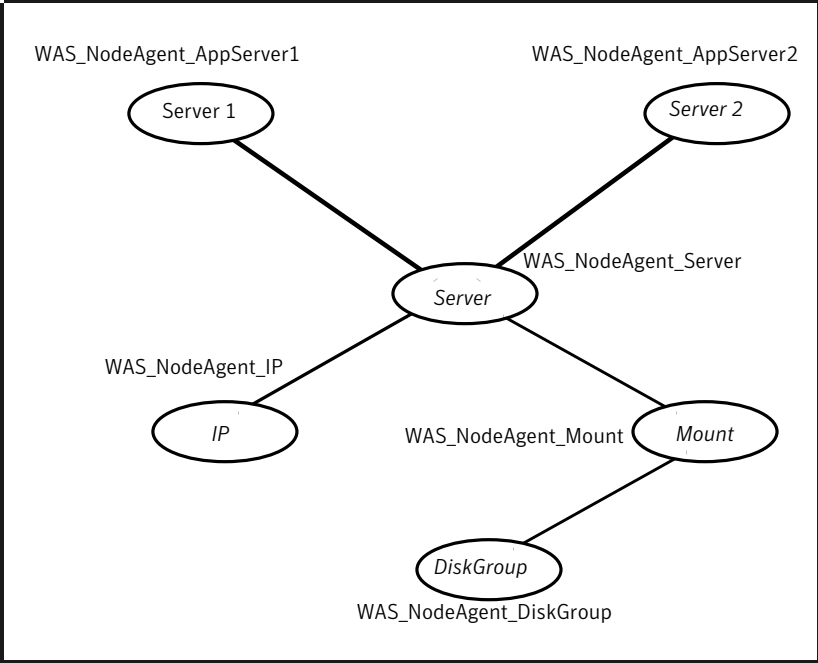 WAS_NodeAgent_AppServer1
WAS_NodeAgent_AppServer2
Server 1
Server 2
WAS_NodeAgent_Server
Server
WAS_NodeAgent_IP
IP
WAS_NodeAgent_Mount
Mount
DiskGroup
WAS_NodeAgent_DiskGroup